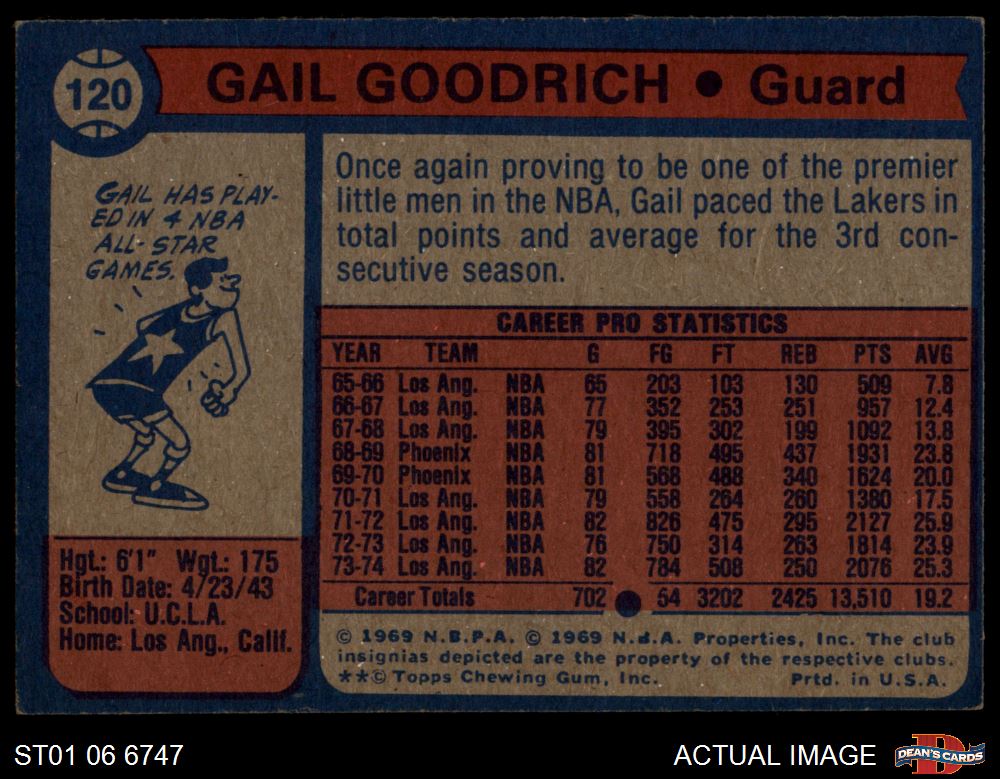 120
GAIL GOODRICH • Guard
GAIL HAS PLAY-
ED IN 4 NBA
ALL-STAR
GAMES.
Once again proving to be one of the premier
little men in the NBA, Gail paced the Lakers in
total points and average for the 3rd con-
secutive season.
CAREER PRO STATISTICS
YEAR TEAM G FG FT REB PTS AVG
65-66 Los Ang. NBA 65 203 103 130 509 7.8
66-67 Los Ang. NBA 77 352 253 251 957 12.4
67-68 Los Ang. NBA 79 395 302 199 1092 13.8
68-69 Phoenix NBA 81 718 495 437 1931 23.8
69-70 Phoenix NBA 81 568 488 340 1624 20.0
70-71 Los Ang. NBA 79 558 264 260 1380 17.5
71-72 Los Ang. NBA 82 826 475 295 2127 25.9
72-73 Los Ang. NBA 76 750 314 263 1814 23.9
73-74 Los Ang. NBA 82 784 508 250 2076 25.3
Career Totals 702 54 3202 2425 13,510 19.2
Hgt.: 6'1" Wgt.: 175
Birth Date: 4/23/43
School: U.C.L.A.
Home: Los Ang., Calif.
© 1969 N.B.P.A. © 1969 N.B.A. Properties, Inc. The club
insignias depicted are the property of the respective clubs.
**© Topps Chewing Gum, Inc. Prtd. in U.S.A.
ST01 06 6747
ACTUAL IMAGE
D
DEAN'S CARDS